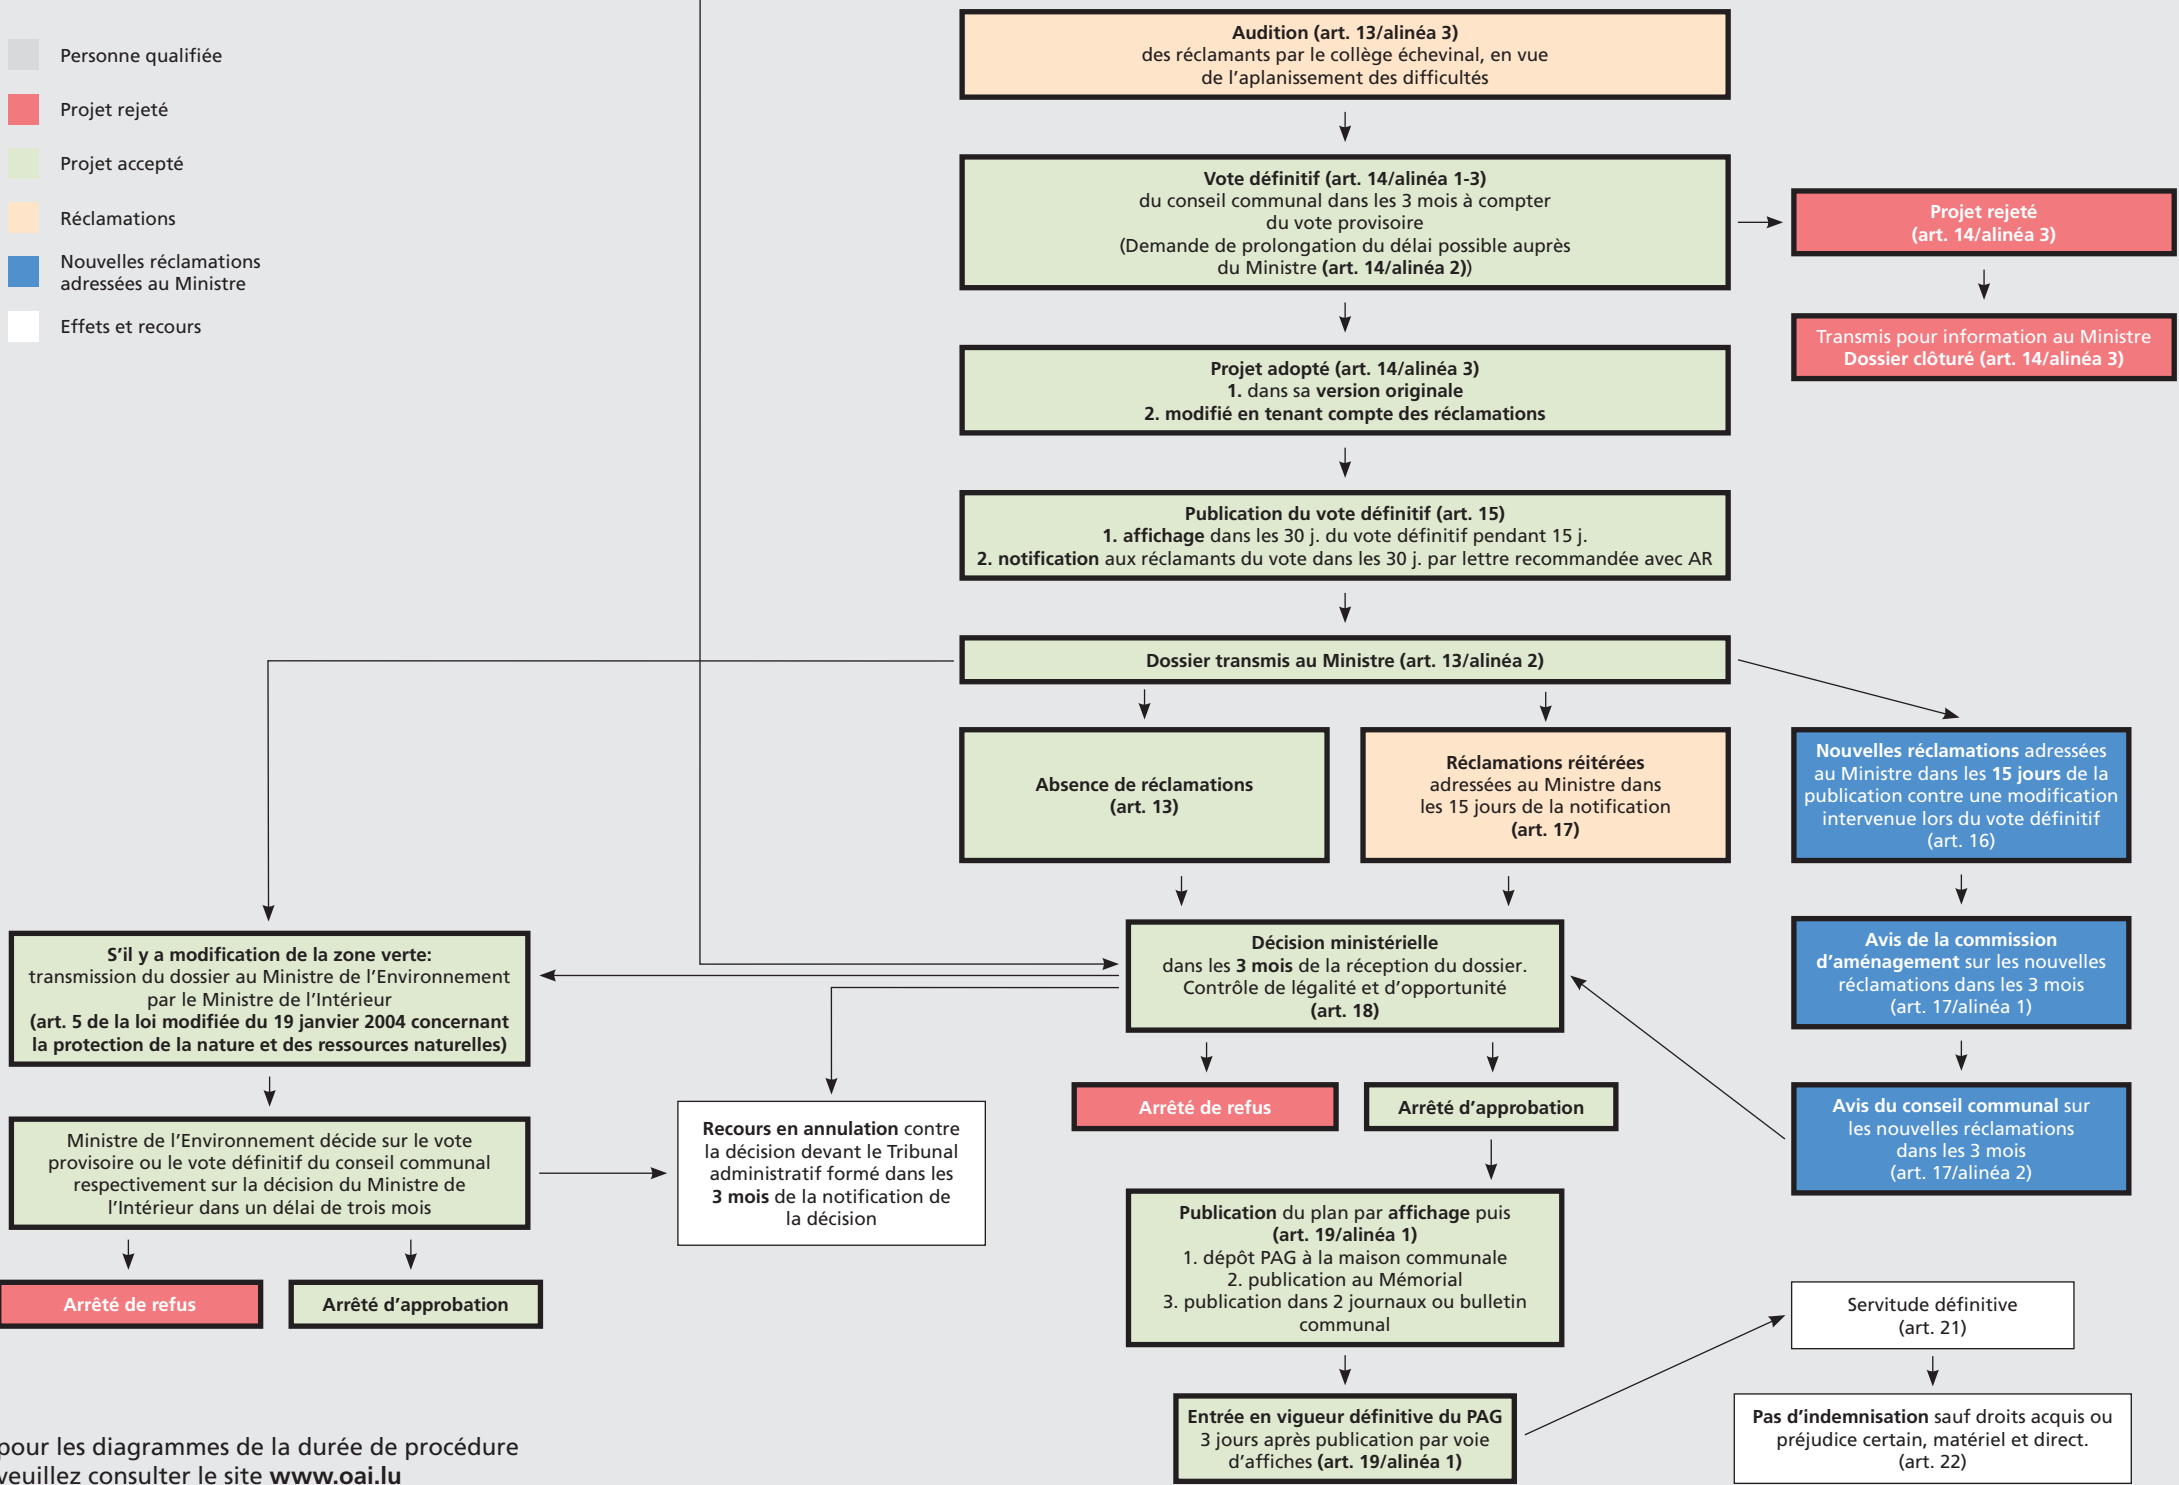 Personne qualifiée
Projet rejeté
Projet accepté
Réclamations
Nouvelles réclamations
adressées au Ministre
Effets et recours
Audition (art. 13/alinéa 3)
des réclamants par le collège échevinal, en vue
de l'aplanissement des difficultés
Vote définitif (art. 14/alinéa 1-3)
du conseil communal dans les 3 mois à compter
du vote provisoire
(Demande de prolongation du délai possible auprès
du Ministre (art. 14/alinéa 2))
Projet rejeté
(art. 14/alinéa 3)
Transmis pour information au Ministre
Dossier clôturé (art. 14/alinéa 3)
Projet adopté (art. 14/alinéa 3)
1. dans sa version originale
2. modifié en tenant compte des réclamations
Publication du vote définitif (art. 15)
1. affichage dans les 30 j. du vote définitif pendant 15 j.
2. notification aux réclamants du vote dans les 30 j. par lettre recommandée avec AR
Dossier transmis au Ministre (art. 13/alinéa 2)
Absence de réclamations
(art. 13)
Réclamations réitérées
adressées au Ministre dans
les 15 jours de la notification
(art. 17)
Nouvelles réclamations adressées
au Ministre dans les 15 jours de la
publication contre une modification
intervenue lors du vote définitif
(art. 16)
S'il y a modification de la zone verte:
transmission du dossier au Ministre de l'Environnement
par le Ministre de l'Intérieur
(art. 5 de la loi modifiée du 19 janvier 2004 concernant
la protection de la nature et des ressources naturelles)
Décision ministérielle
dans les 3 mois de la réception du dossier.
Contrôle de légalité et d'opportunité
(art. 18)
Avis de la commission
d'aménagement sur les nouvelles
réclamations dans les 3 mois
(art. 17/alinéa 1)
Arrêté de refus
Arrêté d'approbation
Avis du conseil communal sur
les nouvelles réclamations
dans les 3 mois
(art. 17/alinéa 2)
Ministre de l'Environnement décide sur le vote
provisoire ou le vote définitif du conseil communal
respectivement sur la décision du Ministre de
l'Intérieur dans un délai de trois mois
Recours en annulation contre
la décision devant le Tribunal
administratif formé dans les
3 mois de la notification de
la décision
Publication du plan par affichage puis
(art. 19/alinéa 1)
1. dépôt PAG à la maison communale
2. publication au Mémorial
3. publication dans 2 journaux ou bulletin
communal
Arrêté de refus
Arrêté d'approbation
Servitude définitive
(art. 21)
Entrée en vigueur définitive du PAG
3 jours après publication par voie
d'affiches (art. 19/alinéa 1)
Pas d'indemnisation sauf droits acquis ou
préjudice certain, matériel et direct.
(art. 22)
pour les diagrammes de la durée de procédure
veuillez consulter le site www.oai.lu